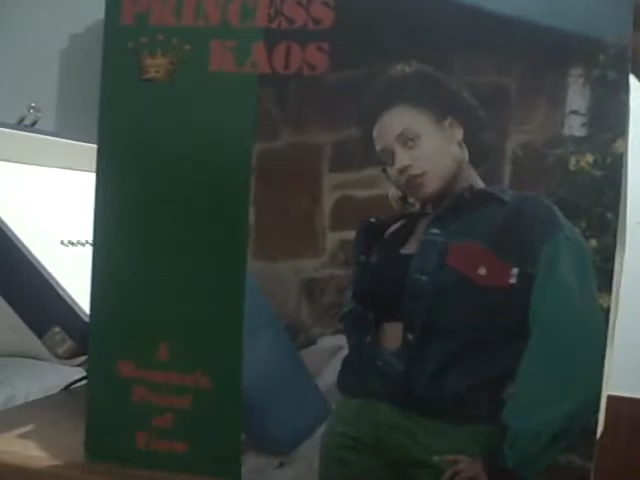 PRINCESS
KAOS
A
Woman's
Point
of
View